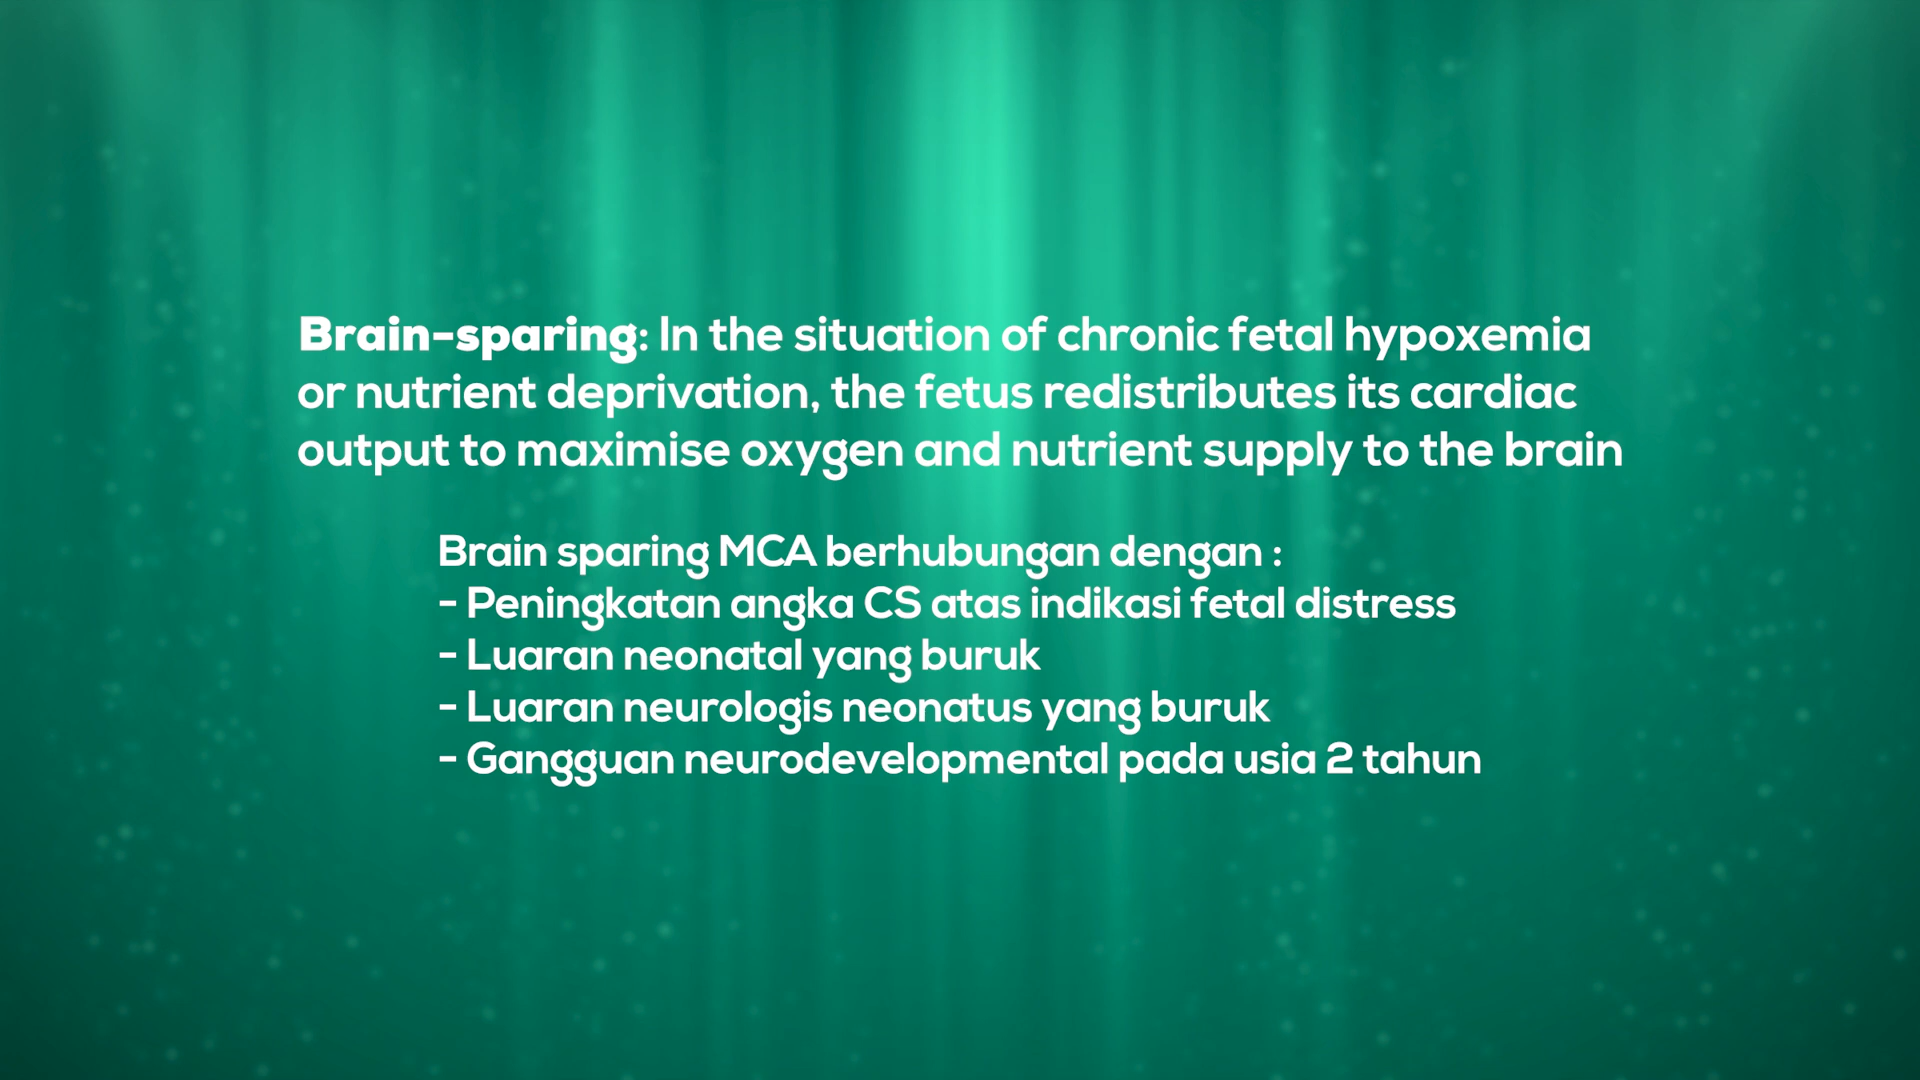 Brain-sparing: In the situation of chronic fetal hypoxemia
or nutrient deprivation, the fetus redistributes its cardiac
output to maximise oxygen and nutrient supply to the brain
Brain sparing MCA berhubungan dengan :
- Peningkatan angka CS atas indikasi fetal distress
- Luaran neonatal yang buruk
- Luaran neurologis neonatus yang buruk
- Gangguan neurodevelopmental pada usia 2 tahun